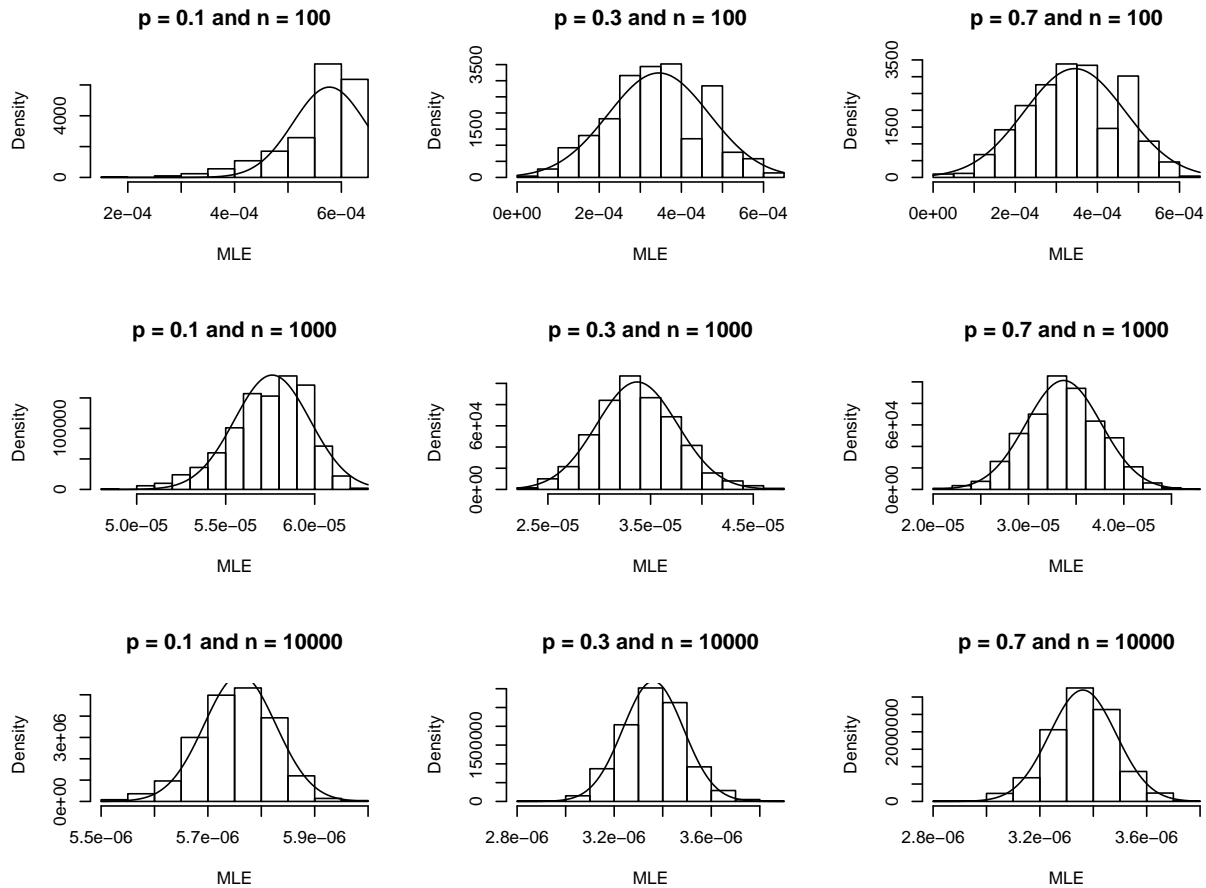 p = 0.1 and n = 100
Density
0 4000
2e−04 4e−04 6e−04
MLE
p = 0.3 and n = 100
Density
0 1500 3500
0e+00 2e−04 4e−04 6e−04
MLE
p = 0.7 and n = 100
Density
0 1500 3500
0e+00 2e−04 4e−04 6e−04
MLE
p = 0.1 and n = 1000
Density
0 100000
5.0e−05 5.5e−05 6.0e−05
MLE
p = 0.3 and n = 1000
Density
0e+00 6e+04
2.5e−05 3.5e−05 4.5e−05
MLE
p = 0.7 and n = 1000
Density
0e+00 6e+04
2.0e−05 3.0e−05 4.0e−05
MLE
p = 0.1 and n = 10000
Density
0e+00 3e+06
5.5e−06 5.7e−06 5.9e−06
MLE
p = 0.3 and n = 10000
Density
0 1500000
2.8e−06 3.2e−06 3.6e−06
MLE
p = 0.7 and n = 10000
Density
0 2000000
2.8e−06 3.2e−06 3.6e−06
MLE